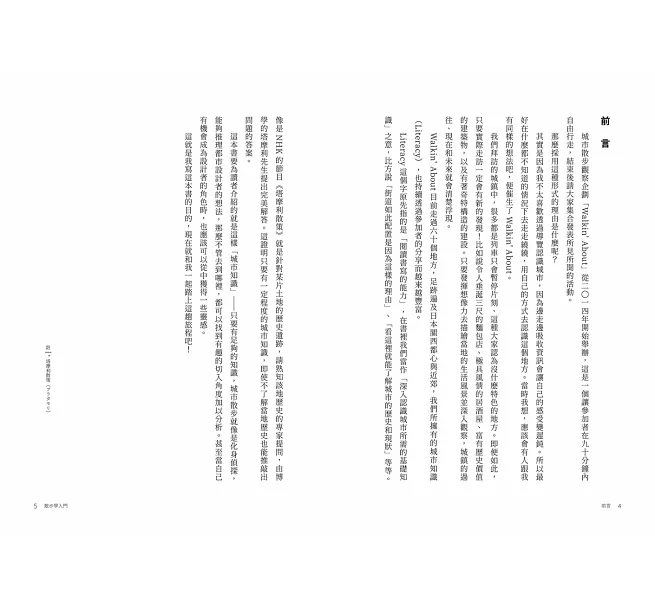 前言
城市散步觀察企劃「Walkin' About」從二〇一四年開始舉辦,這是一個讓參加者在九十分鐘內
自由行走,結束後請大家集合發表所見所聞的活動。
那麼採用這種形式的理由是什麼呢?
其實是因為我不太喜歡透過導覽認識城市,因為邊走邊吸收資訊會讓自己的感受變遲鈍。所以最
好在什麼都不知道的情況下去走走繞繞,用自己的方式去認識這個地方。當時我想,應該會有人跟我
有同樣的想法吧,便催生了 Walkin' About。
我們拜訪的城鎮中,很多都是列車只會暫停片刻、這種大家認為沒什麼特色的地方。即便如此,
只要實際走訪一定會有新的發現!比如說令人垂涎三尺的麵包店、極具風情的居酒屋、富有歷史價值
的建築物,以及有著奇特構造的建設。只要發揮想像力去描繪當地的生活風景並深入觀察,城鎮的過
往、現在和未來就會清楚浮現。
Walkin' About 目前走過六十個地方,足跡遍及日本關西都心與近郊,我們所擁有的城市知識
(Literacy),也持續透過參加者的分享而越來越豐富。
Literacy 這個字原先指的是「閱讀書寫的能力」,在書裡我們當作「深入認識城市所需的基礎知
識」之意,比方說「街道如此配置是因為這樣的理由」、「看這裡就能了解城市的歷史和現狀」等等。
4
前言
像是 NHK 的節目《塔摩利散策》就是針對某片土地的歷史遺跡,請熟知該地歷史的專家提問,由博
學的塔摩利先生提出完美解答。這證明只要有一定程度的城市知識,即使不了解當地歷史也能推敲出
問題的答案。
這本書要為讀者介紹的就是這樣「城市知識」——只要有足夠的知識,城市散步就像是化身偵探,
能夠推理都市設計者的想法,那麼不管去到哪裡,都可以找到有趣的切入角度加以分析。甚至當自己
有機會成為設計者的角色時,也應該可以從中獲得一些靈感。
這就是我寫這本書的目的,現在就和我一起踏上這趟旅程吧!
5
散步學入門